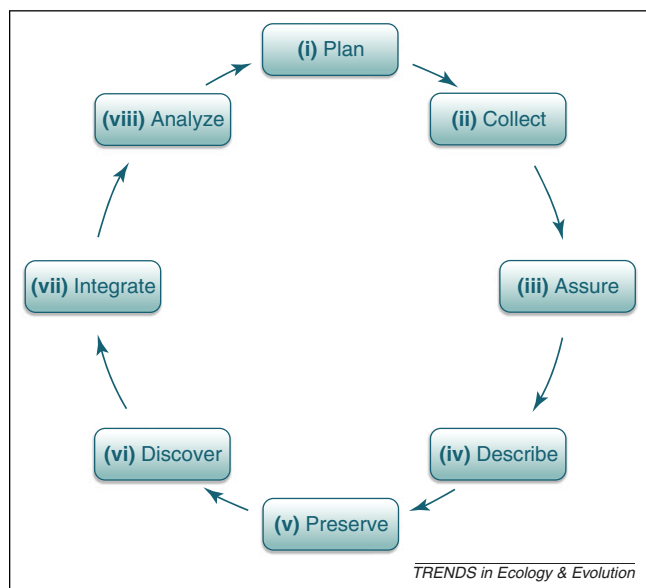 (i) Plan
(ii) Collect
(iii) Assure
(iv) Describe
(v) Preserve
(vi) Discover
(vii) Integrate
(viii) Analyze
TRENDS in Ecology & Evolution